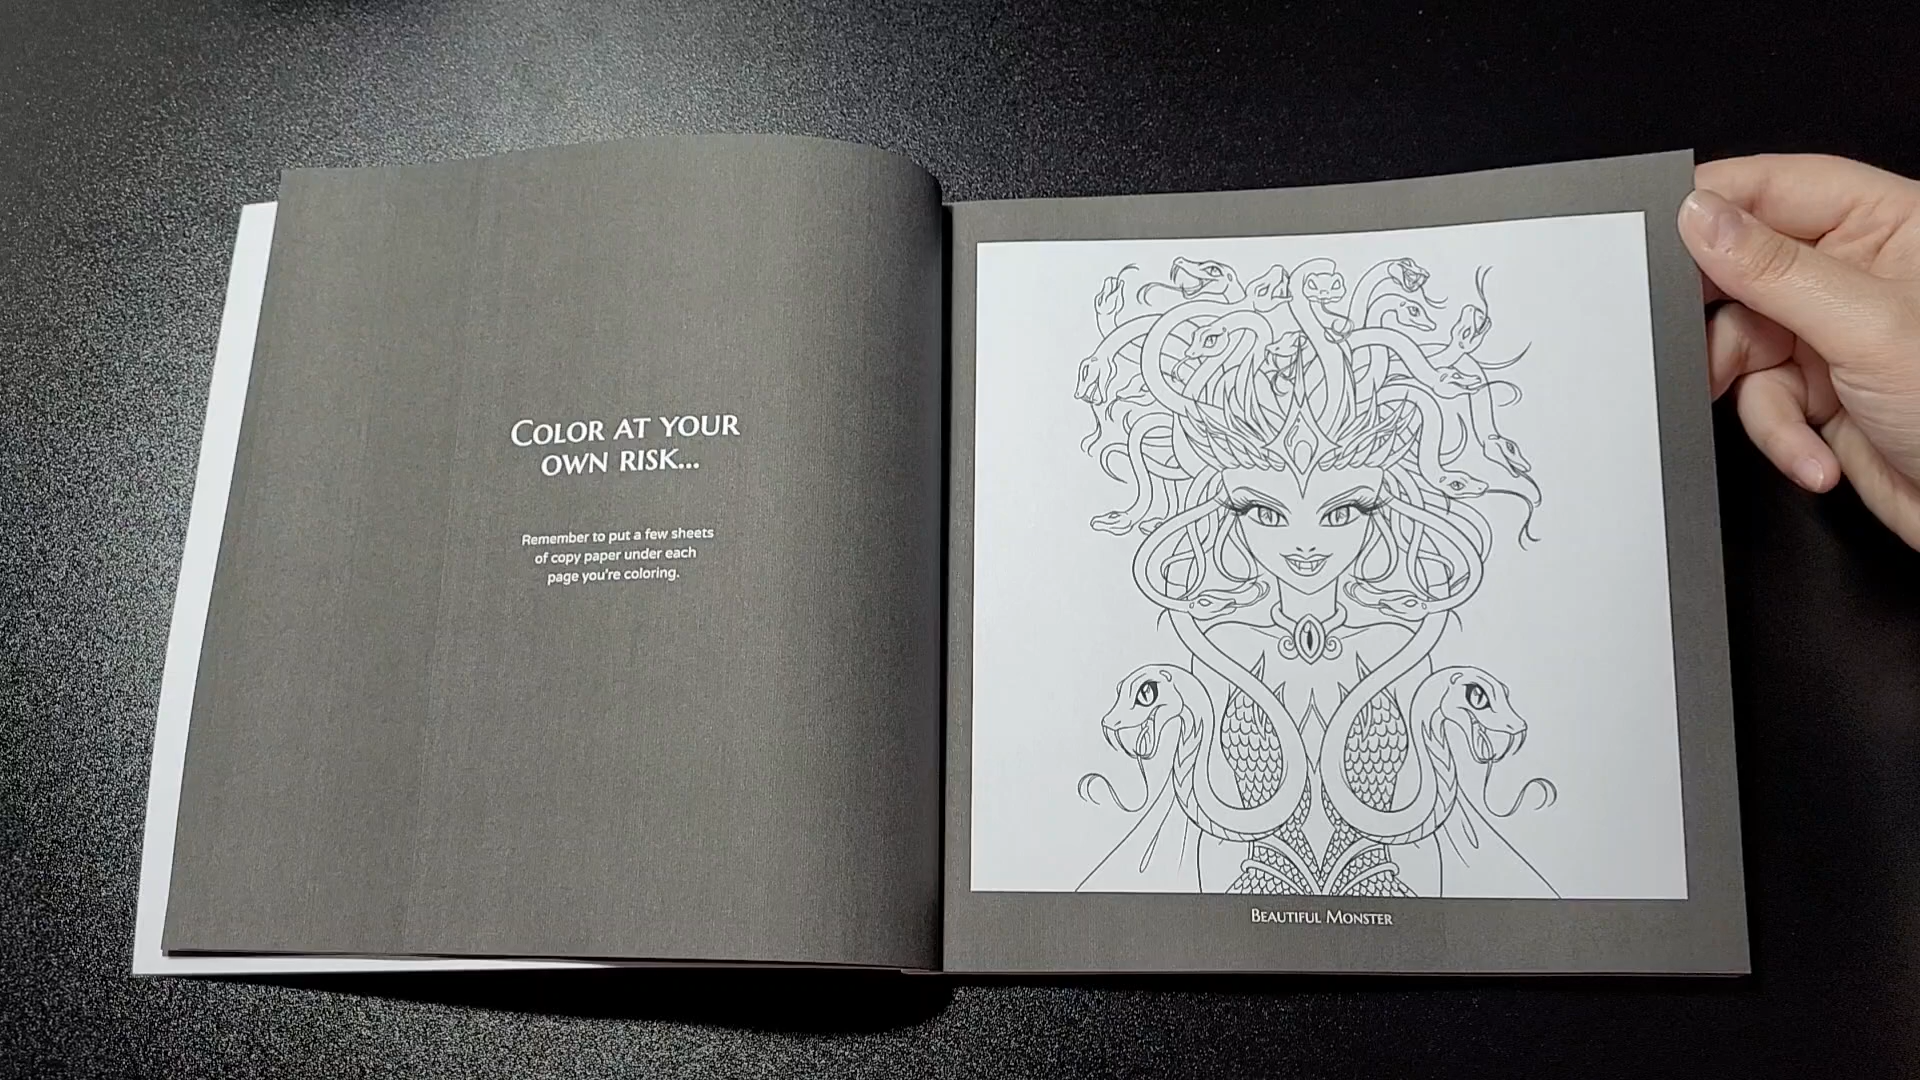 COLOR AT YOUR
OWN RISK...
Remember to put a few sheets
of copy paper under each
page you're coloring.
BEAUTIFUL MONSTER